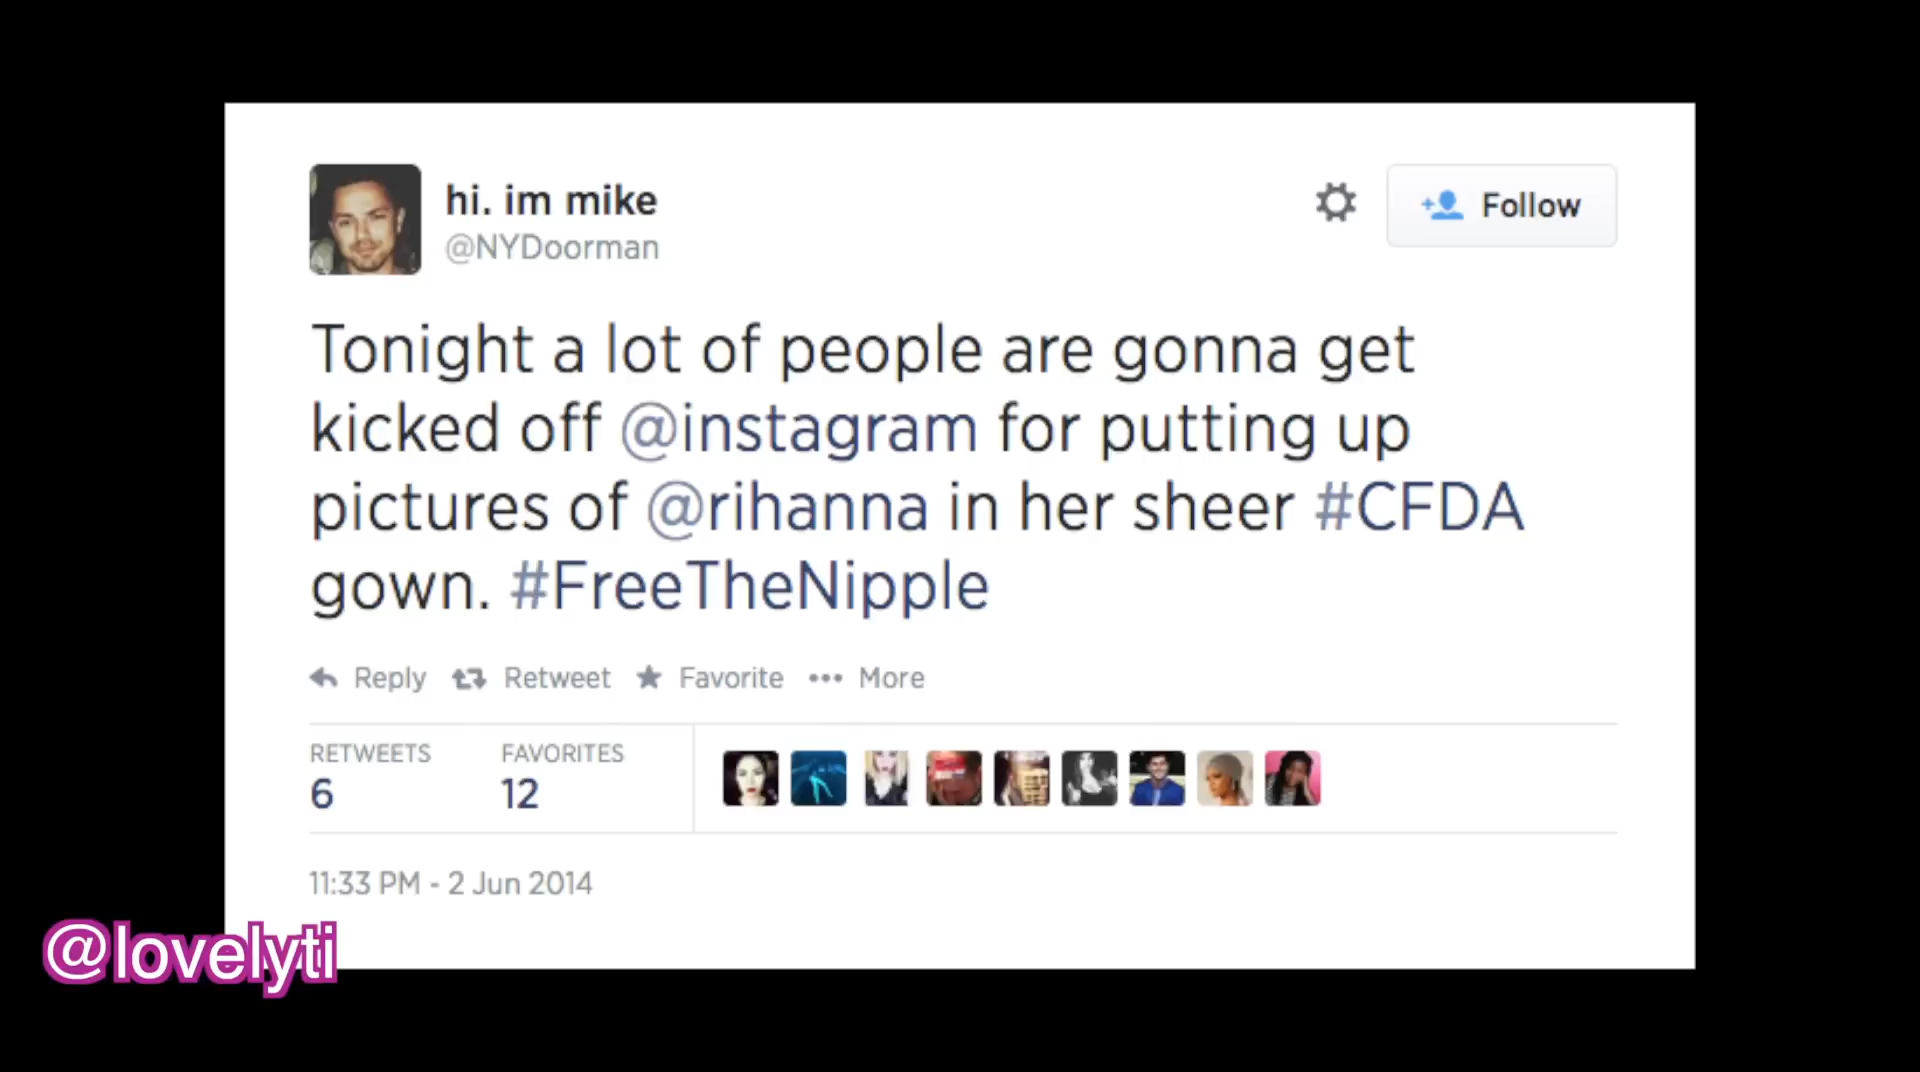 hi. im mike
@NYDoorman
Follow
Tonight a lot of people are gonna get
kicked off @instagram for putting up
pictures of @rihanna in her sheer #CFDA
gown. #FreeTheNipple
Reply Retweet Favorite More
RETWEETS FAVORITES
6 12
11:33 PM - 2 Jun 2014
@lovelyti